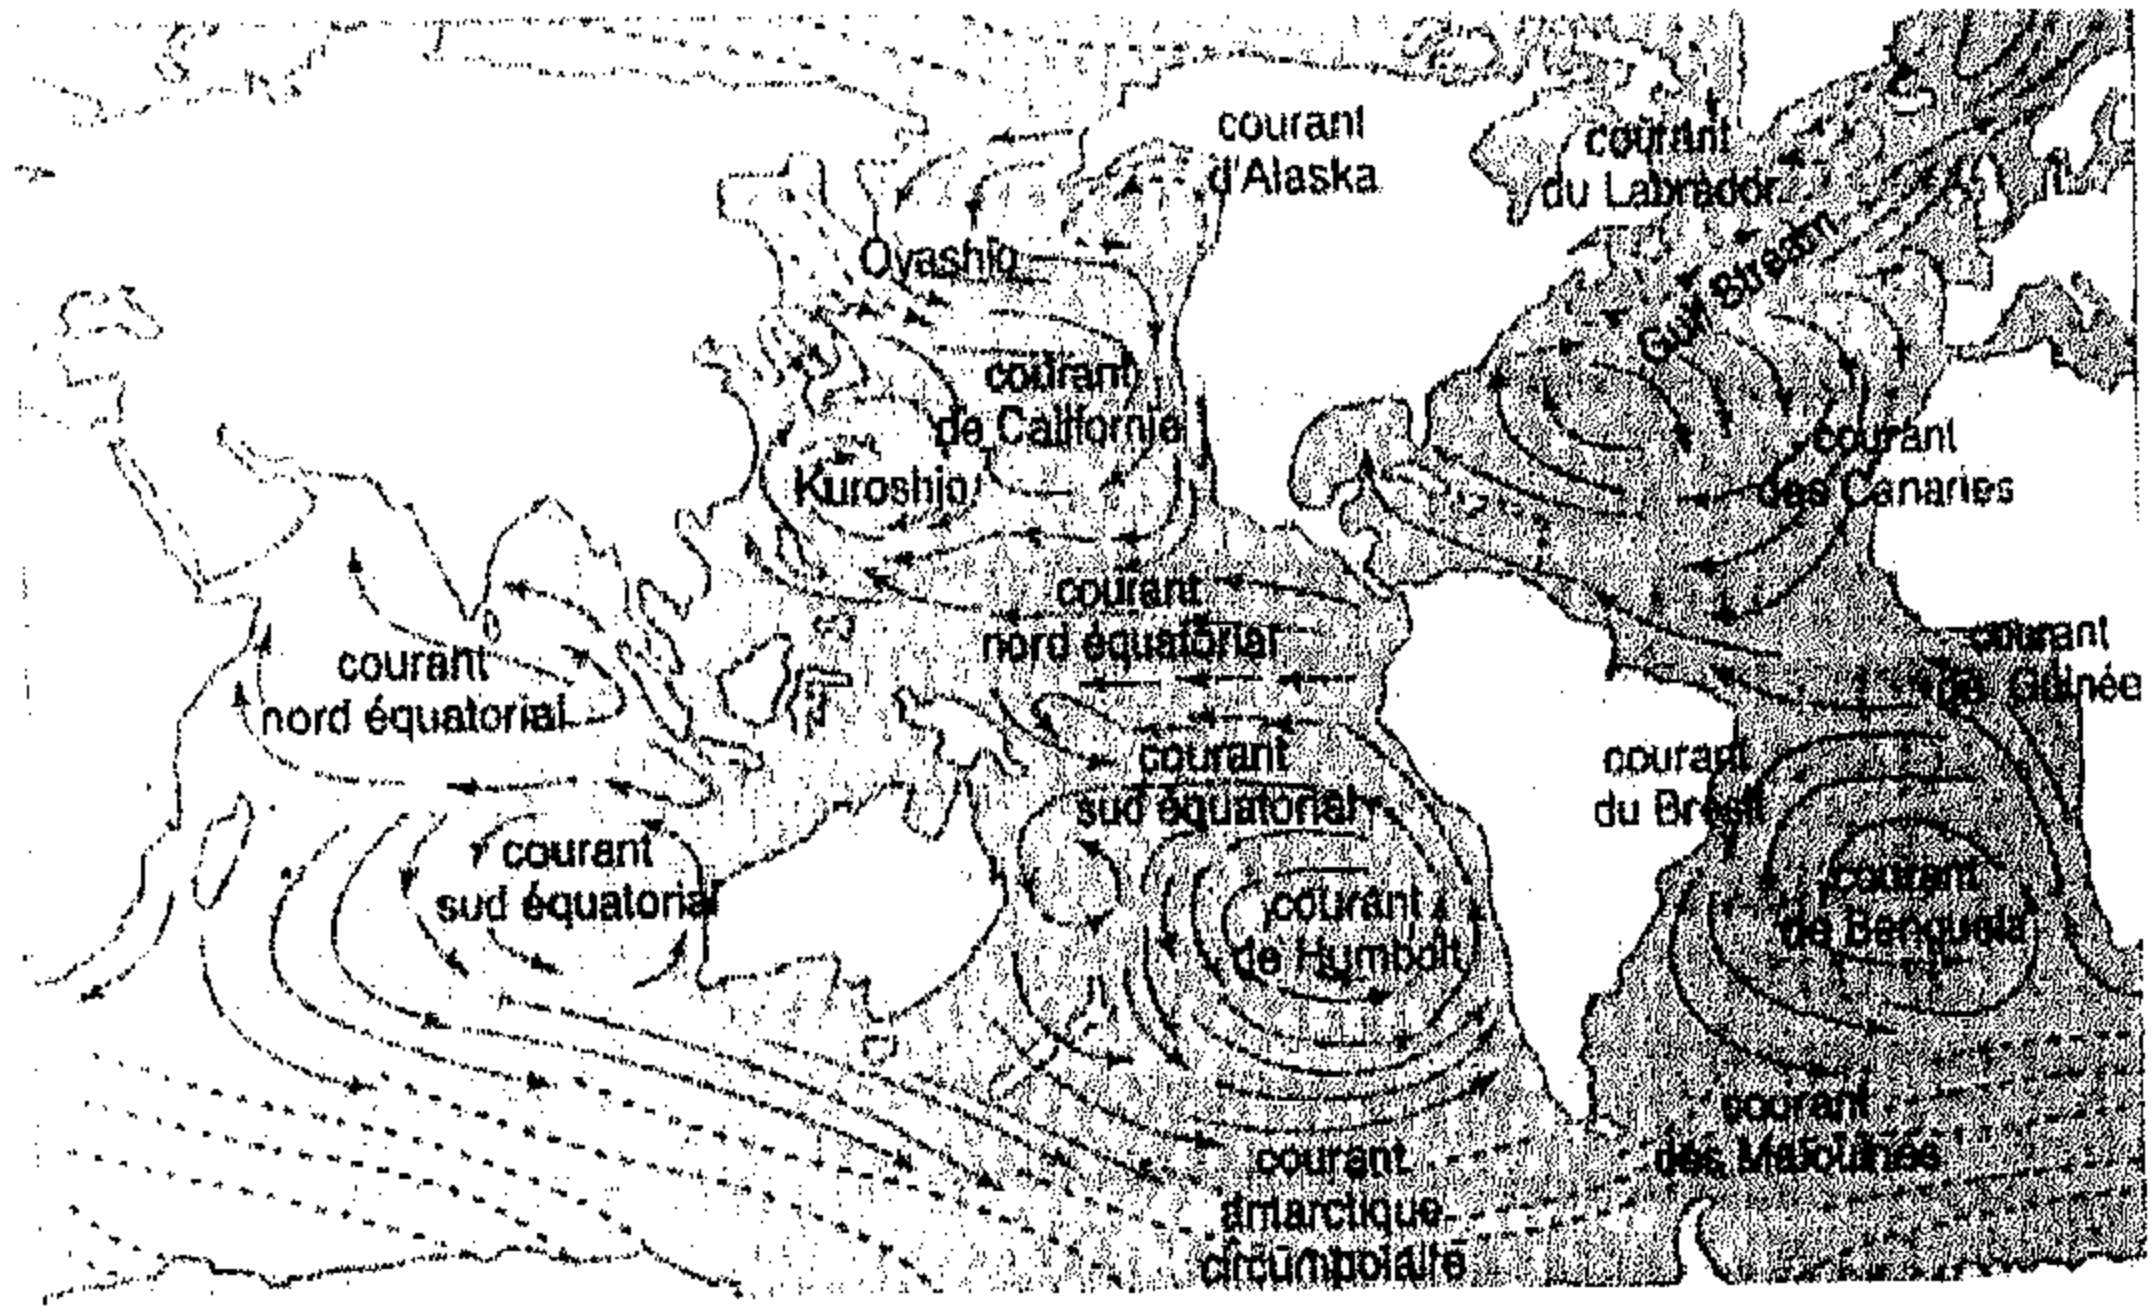 courant
d'Alaska
courant
du Labrador
Oyashio
Gulf Stream
courant
de Californie
Kuroshio
courant
des Canaries
courant
nord équatorial
courant
nord équatorial
courant
de Guinée
courant
sud équatorial
courant
du Brésil
courant
sud équatorial
courant
de Humbolt
courant
de Benguela
courant
des Malouines
courant
antarctique
circumpolaire